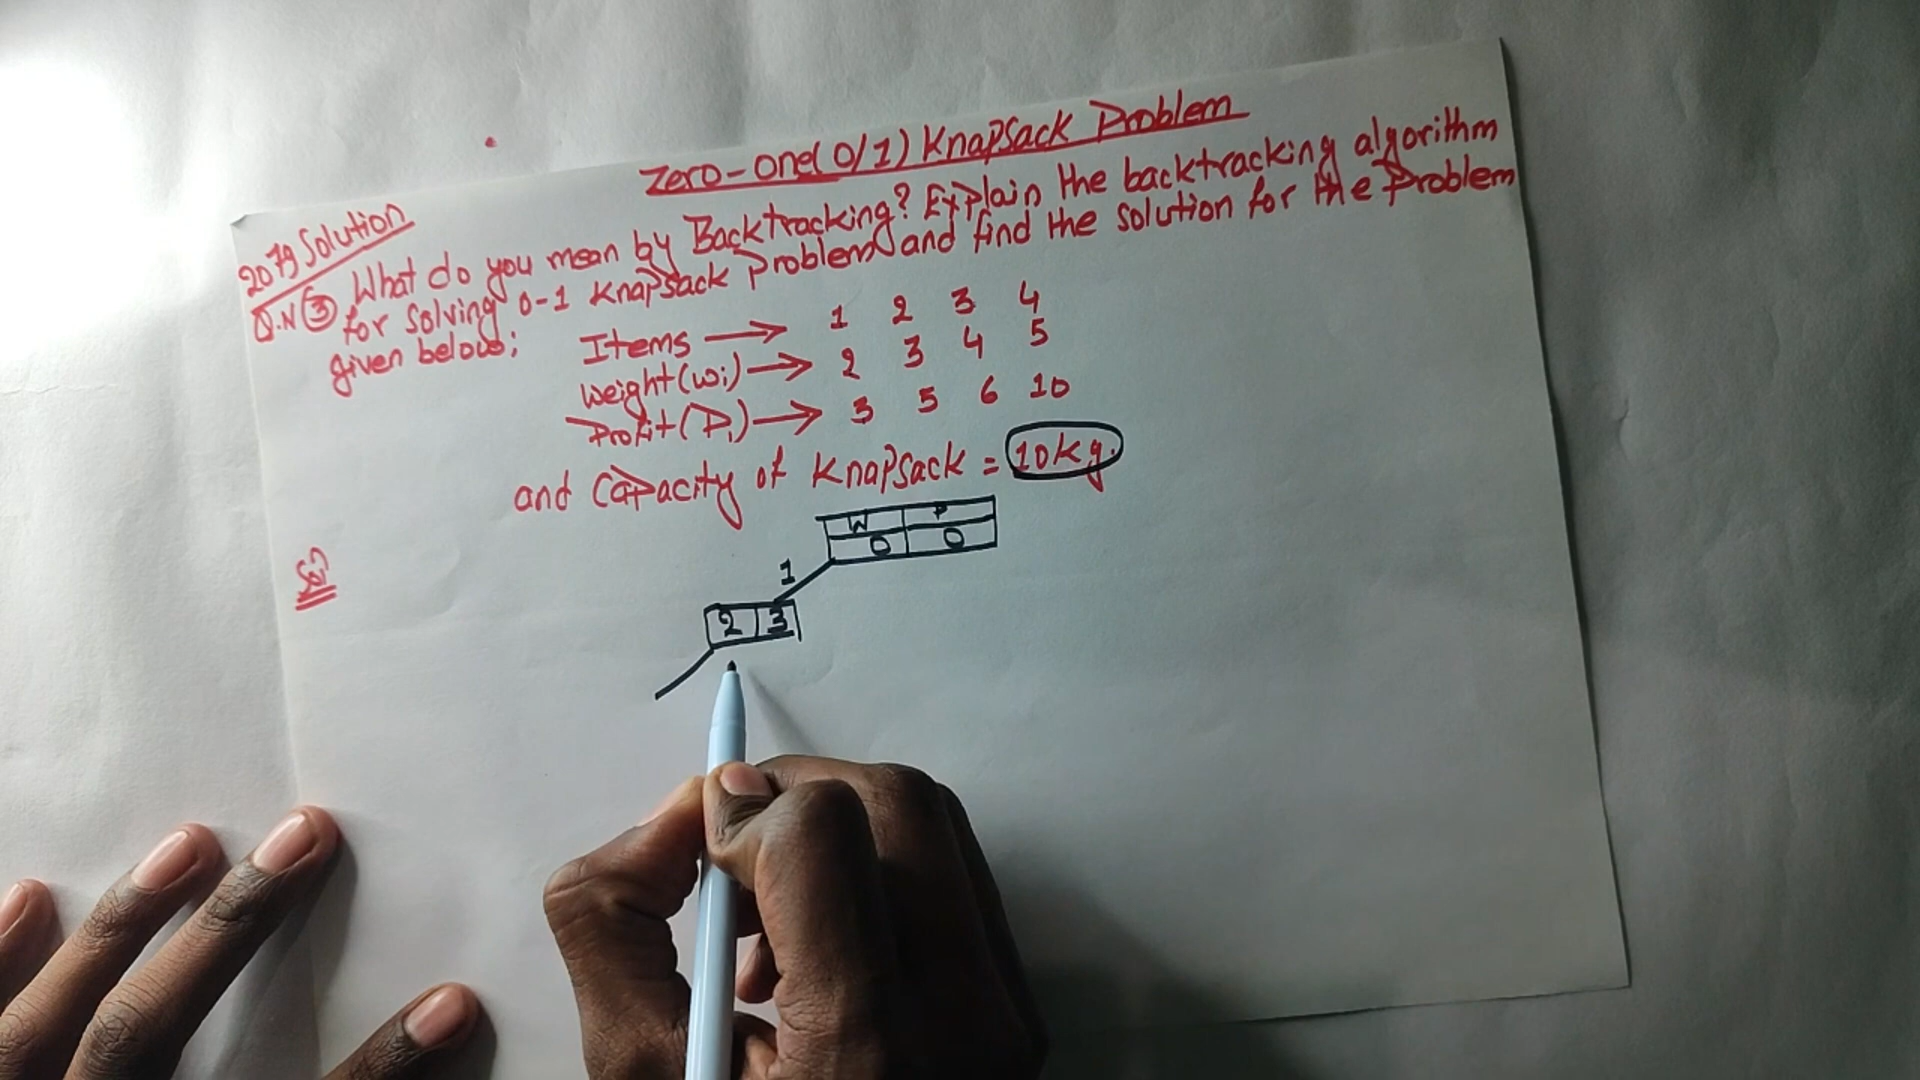 Zero-one(0/1) Knapsack Problem
2079 Solution
Q.N ③ What do you mean by Backtracking? Explain the backtracking algorithm
for solving 0-1 Knapsack problem and find the solution for the problem
given below;
Items → 1 2 3 4
Weight(wi) → 2 3 4 5
Profit(Pi) → 3 5 6 10
and Capacity of Knapsack = 10kg.
Sol
W P
0 0
1
2 3